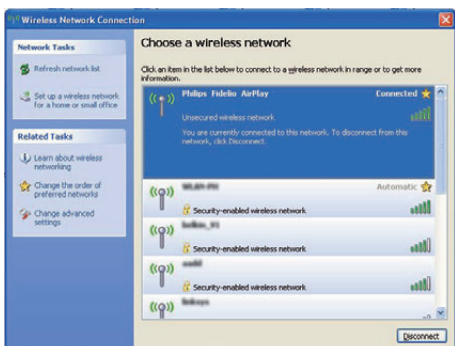 Wireless Network Connection
Network Tasks
Refresh network list
Set up a wireless network
for a home or small office
Related Tasks
Learn about wireless
networking
Change the order of
preferred networks
Change advanced
settings
Choose a wireless network
Click an item in the list below to connect to a wireless network in range or to get more
information.
Philips Fidelio AirPlay Connected
Unsecured wireless network
You are currently connected to this network. To disconnect from this
network, click Disconnect.
Automatic
Security-enabled wireless network
Security-enabled wireless network
Security-enabled wireless network
Disconnect